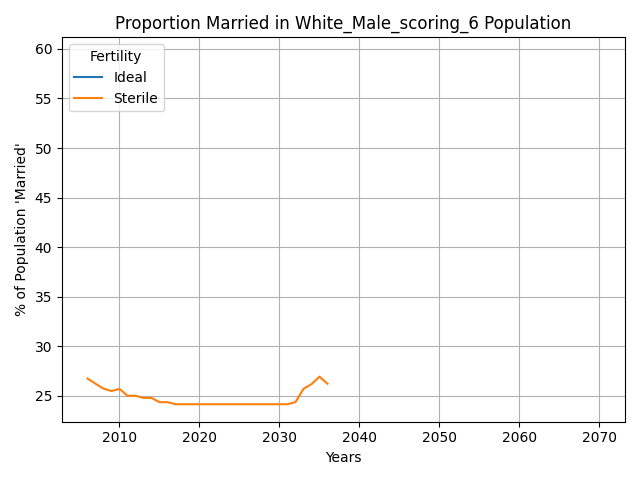 Proportion Married in White_Male_scoring_6 Population
60
55
50
45
40
35
30
25
% of Population 'Married'
Fertility
Ideal
Sterile
2010 2020 2030 2040 2050 2060 2070
Years